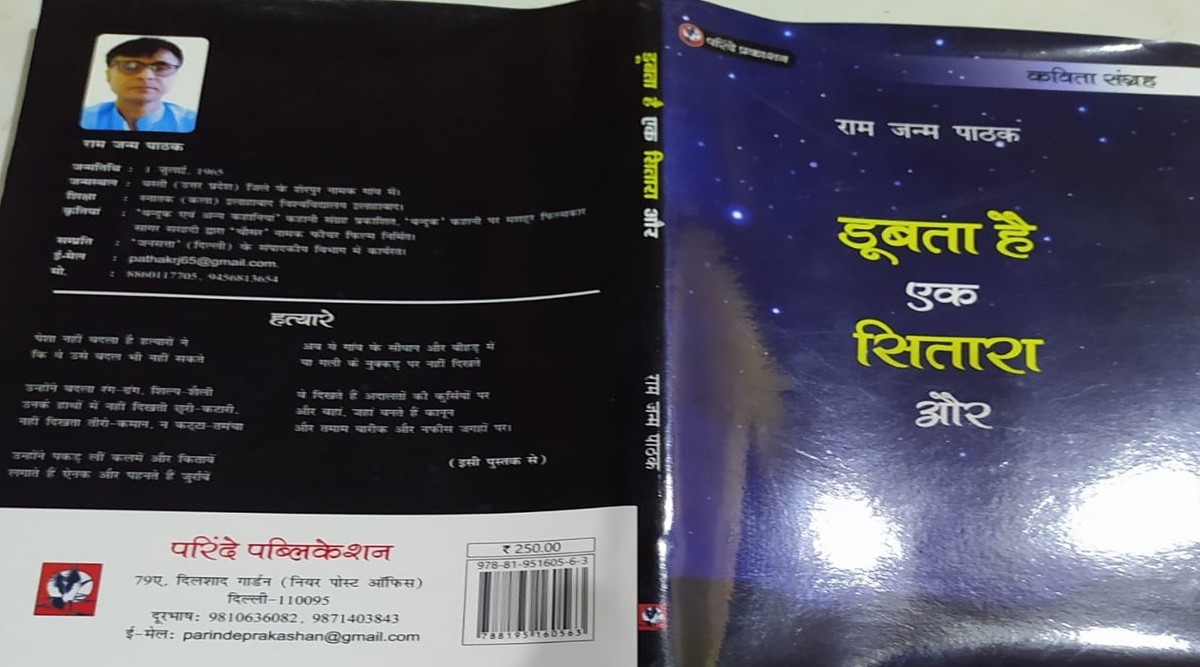 राम जन्म पाठक
जन्मतिथि : 1 जुलाई, 1965
जन्मस्थान : बस्ती (उत्तर प्रदेश) जिले के शेरपुर नामक गांव में।
शिक्षा : स्नातक (कला) इलाहाबाद विश्वविद्यालय इलाहाबाद।
कृतियां : 'बन्दूक एवं अन्य कहानियां' कहानी संग्रह प्रकाशित, 'बन्दूक' कहानी पर मशहूर फिल्मकार
सागर सरहदी द्वारा 'चौसर' नामक फीचर फिल्म निर्मित।
सम्प्रति : 'जनसत्ता' (दिल्ली) के संपादकीय विभाग में कार्यरत।
ई-मेल : pathakrj65@gmail.com.
मो. : 8860117705, 9456813654
हत्यारे
पेशा नहीं बदला है हत्यारों ने
कि वे उसे बदल भी नहीं सकते
उन्होंने बदला रंग-ढंग, शिल्प-शैली
उनके हाथों में नहीं दिखती छूरी-कटारी,
नहीं दिखता तीरो-कमान, न कट्टा-तमंचा
उन्होंने पकड़ लीं कलमें और किताबें
लगाते हैं ऐनक और पहनते हैं जुर्राबें
अब ये गांव के सीवान और बीहड़ में
या गली के नुक्कड़ पर नहीं दिखते
ये दिखते हैं अदालतों की कुर्सियों पर
और वहां, जहां बनते हैं कानून
और तमाम बारीक और नफीस जगहों पर।
(इसी पुस्तक से)
परिंदे पब्लिकेशन
79ए, दिलशाद गार्डन (नियर पोस्ट ऑफिस)
दिल्ली-110095
दूरभाष: 9810636082, 9871403843
ई-मेल: parindeprakashan@gmail.com
₹ 250.00
978-81-951605-6-3
788195 160563
डूबता है एक सितारा और
राम जन्म पाठक
परिंदे प्रकाशन
कविता संग्रह
राम जन्म पाठक
डूबता है
एक
सितारा
और